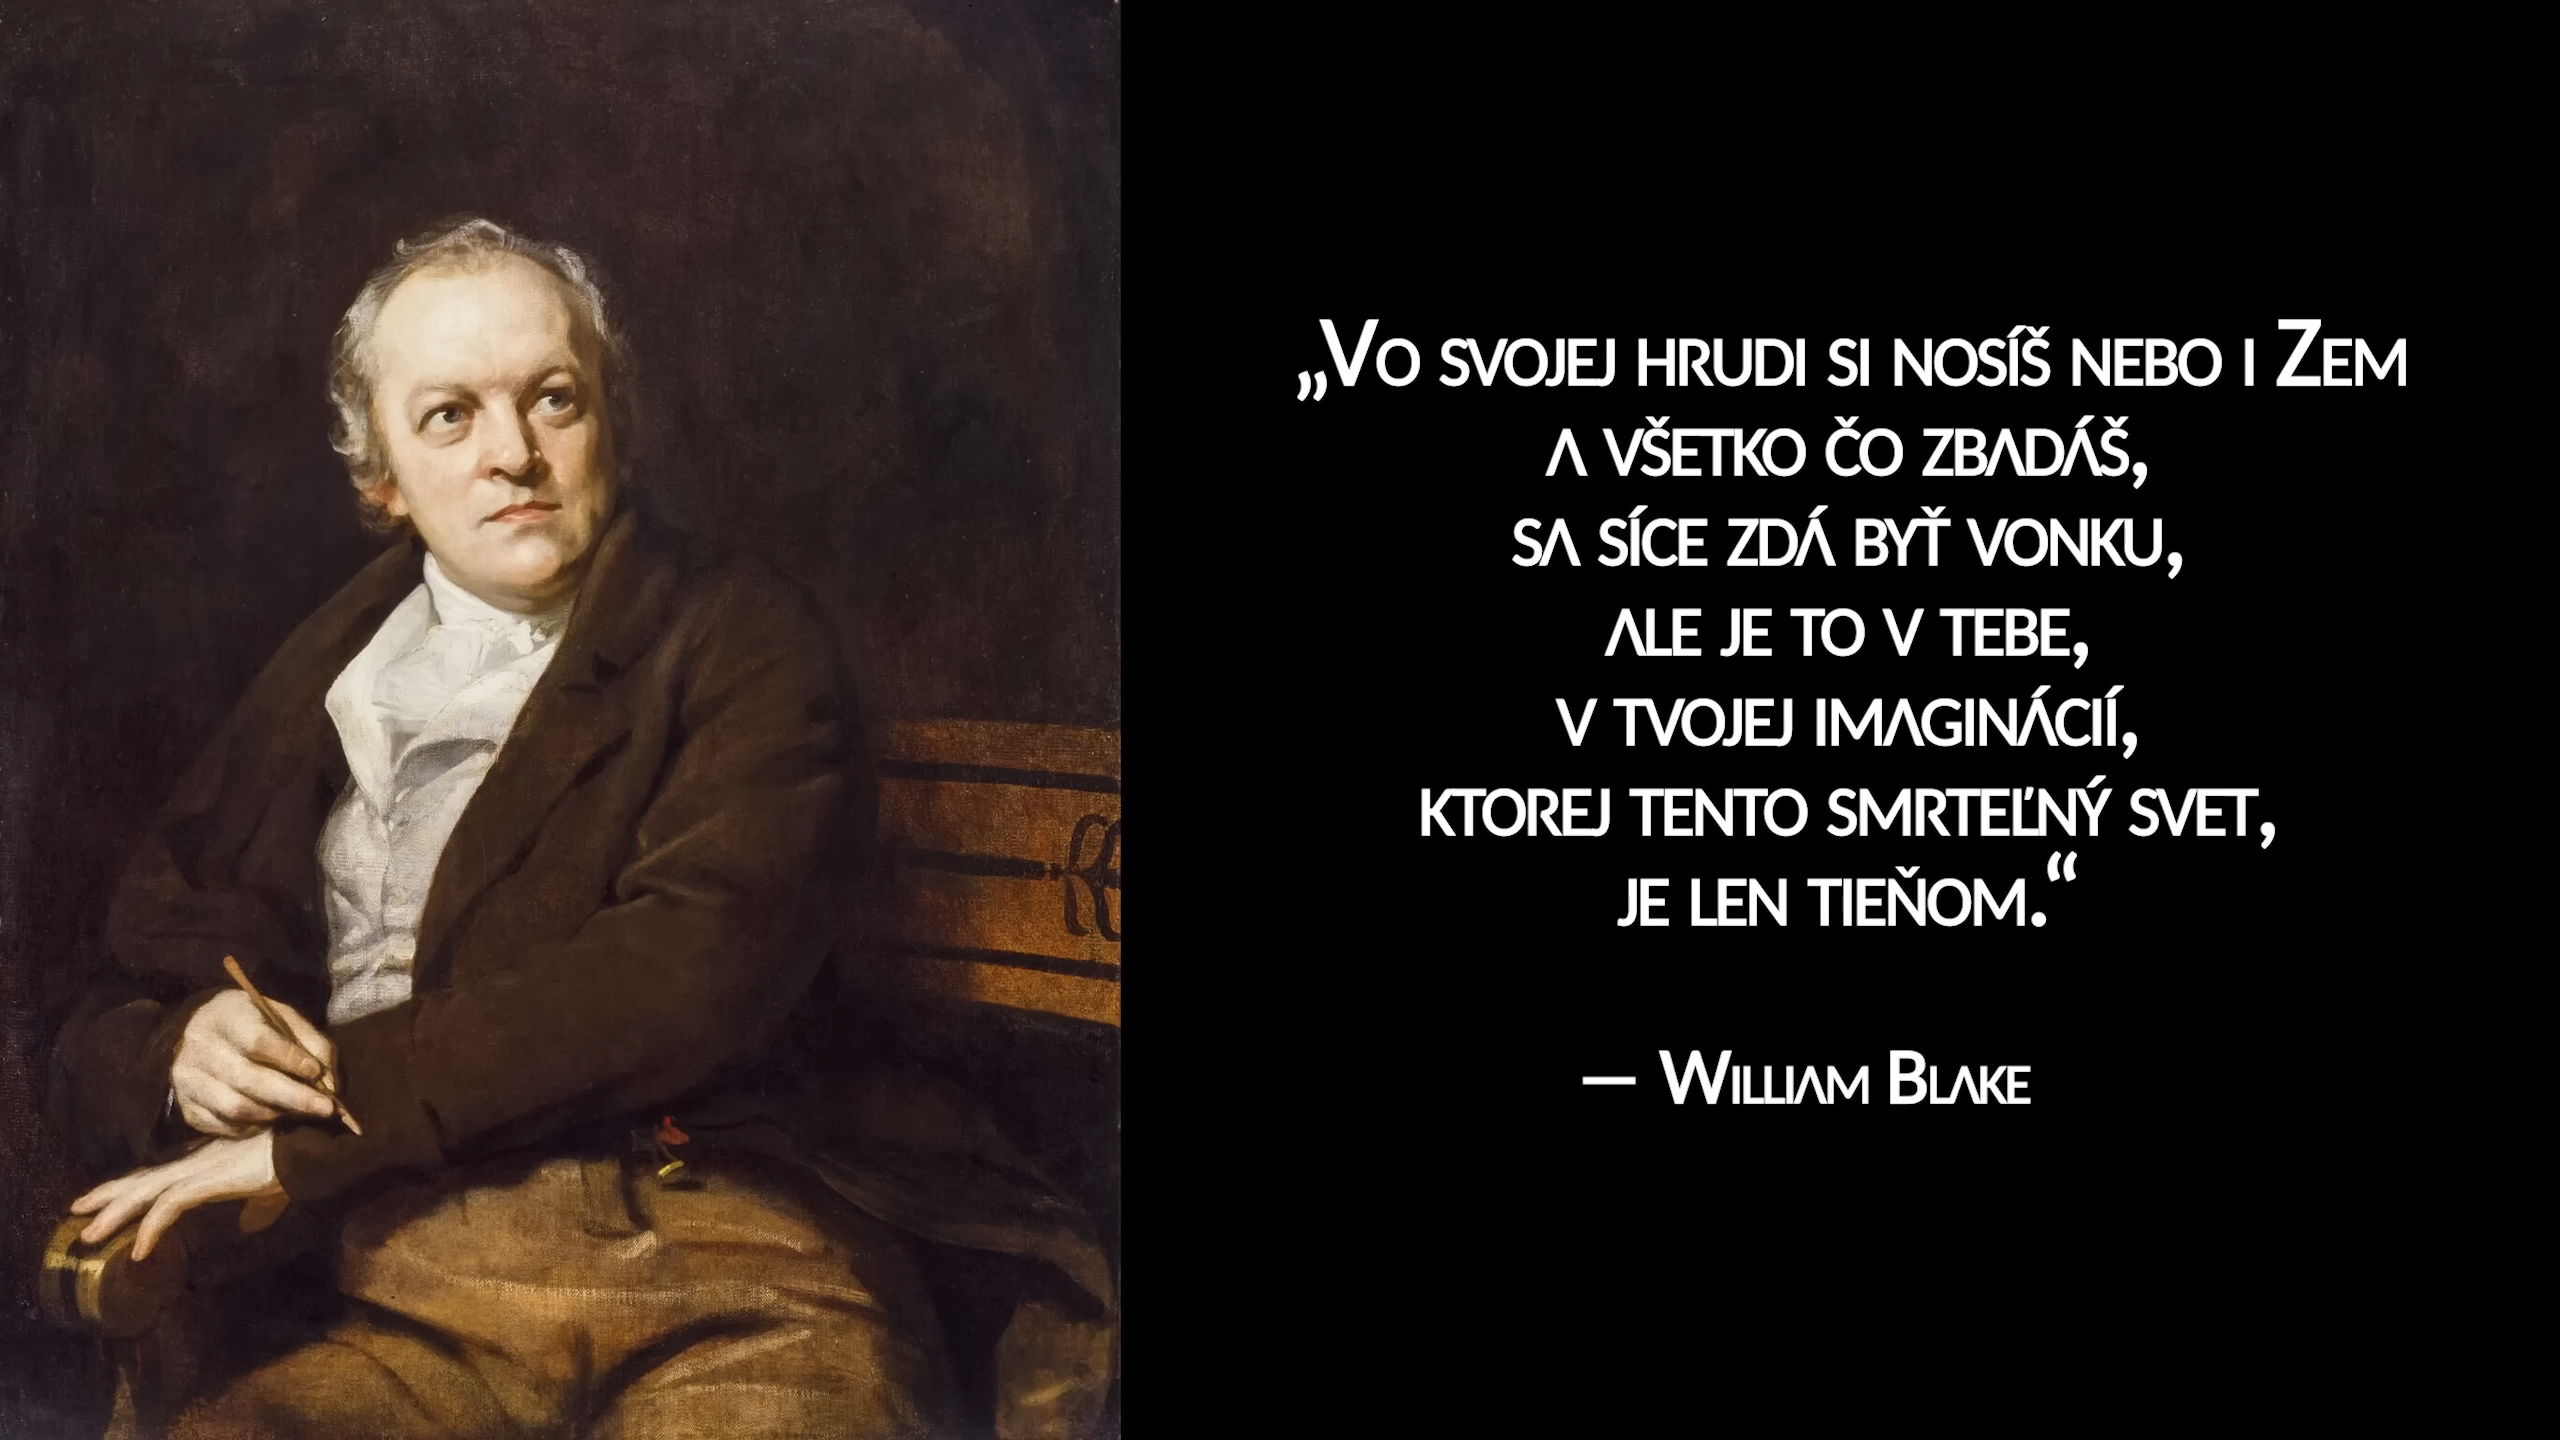 „Vo svojej hrudi si nosíš nebo i Zem
a všetko čo zbadáš,
sa síce zdá byť vonku,
ale je to v tebe,
v tvojej imaginácií,
ktorej tento smrteľný svet,
je len tieňom.“
— William Blake